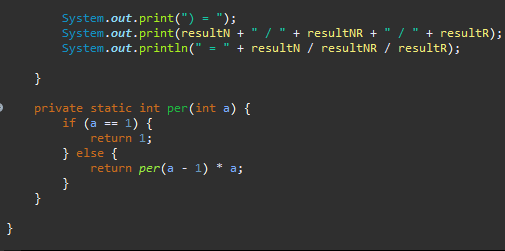 System.out.print(") = ");
System.out.print(resultN + " / " + resultNR + " / " + resultR);
System.out.println(" = " + resultN / resultNR / resultR);
}
private static int per(int a) {
if (a == 1) {
return 1;
} else {
return per(a - 1) * a;
}
}
}